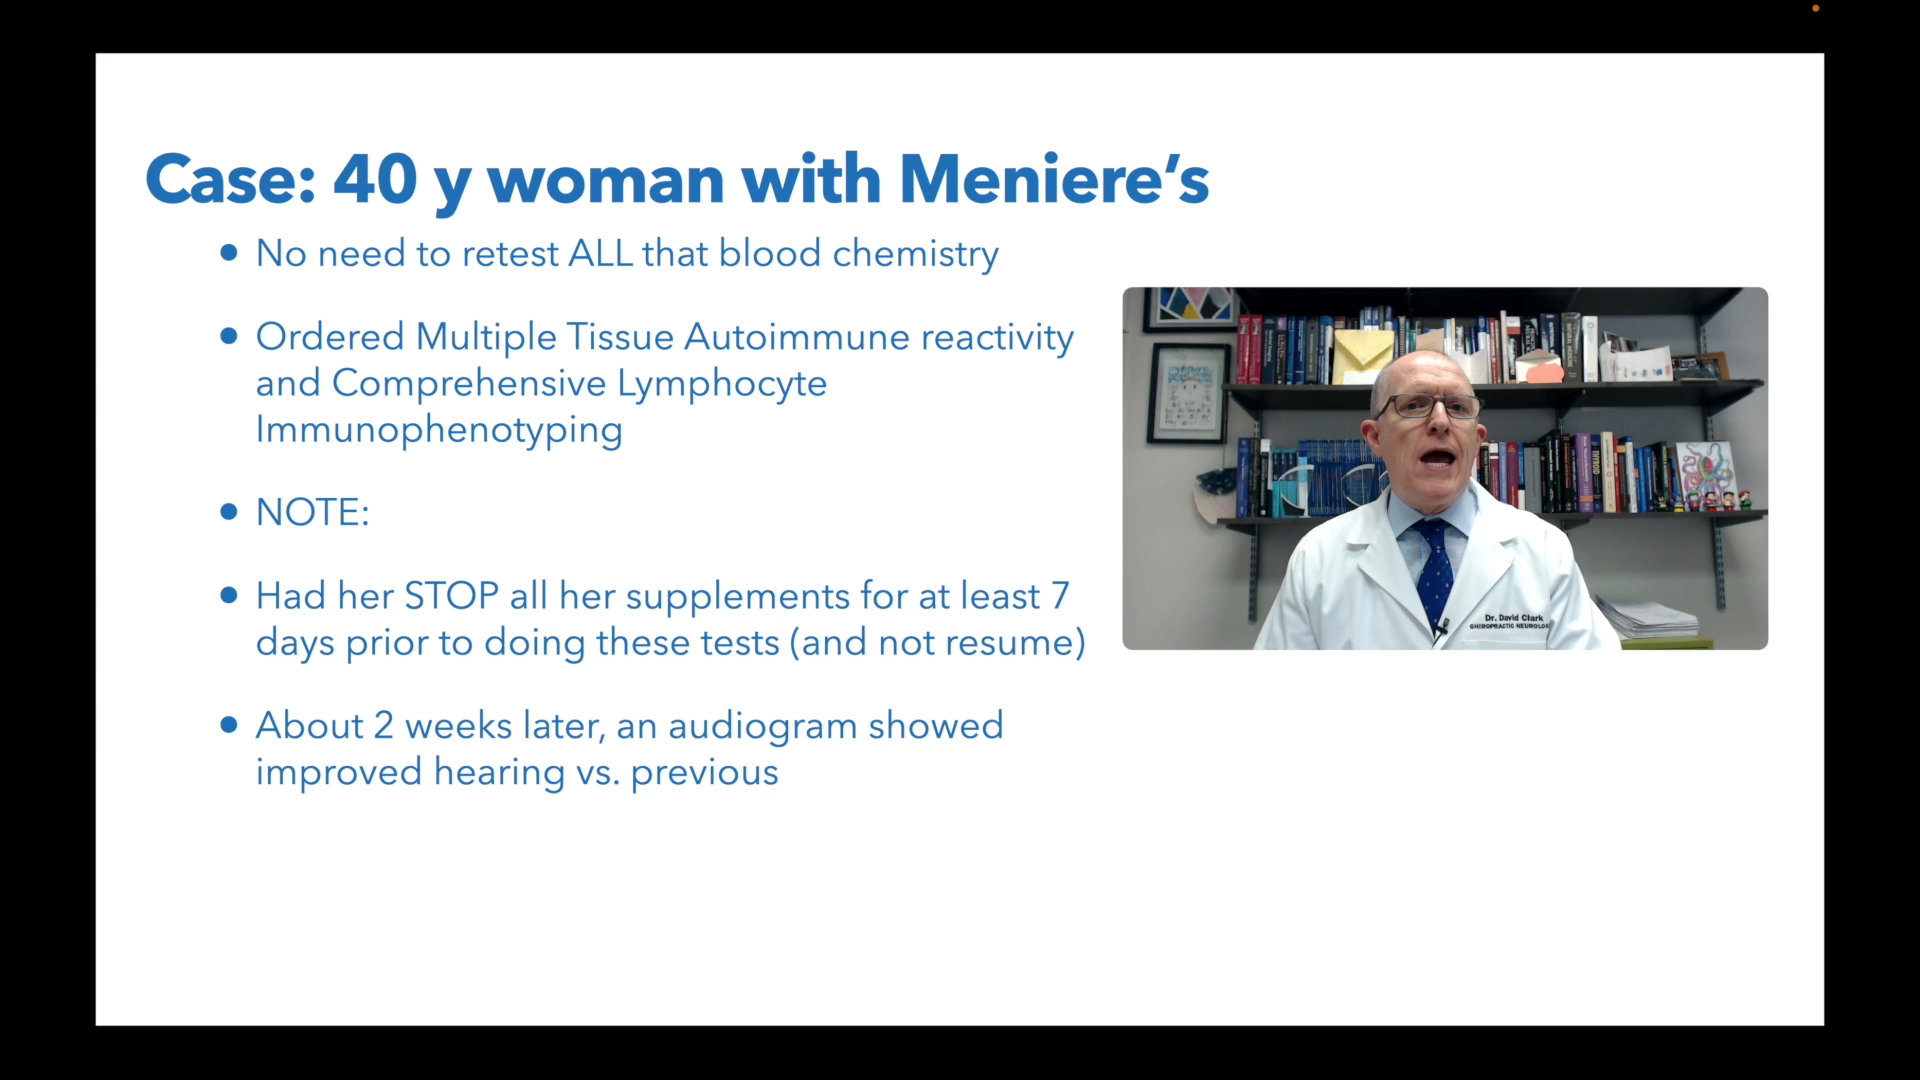 Case: 40 y woman with Meniere's
• No need to retest ALL that blood chemistry
• Ordered Multiple Tissue Autoimmune reactivity
and Comprehensive Lymphocyte
Immunophenotyping
• NOTE:
• Had her STOP all her supplements for at least 7
days prior to doing these tests (and not resume)
• About 2 weeks later, an audiogram showed
improved hearing vs. previous
Dr. David Clark
CHIROPRACTIC